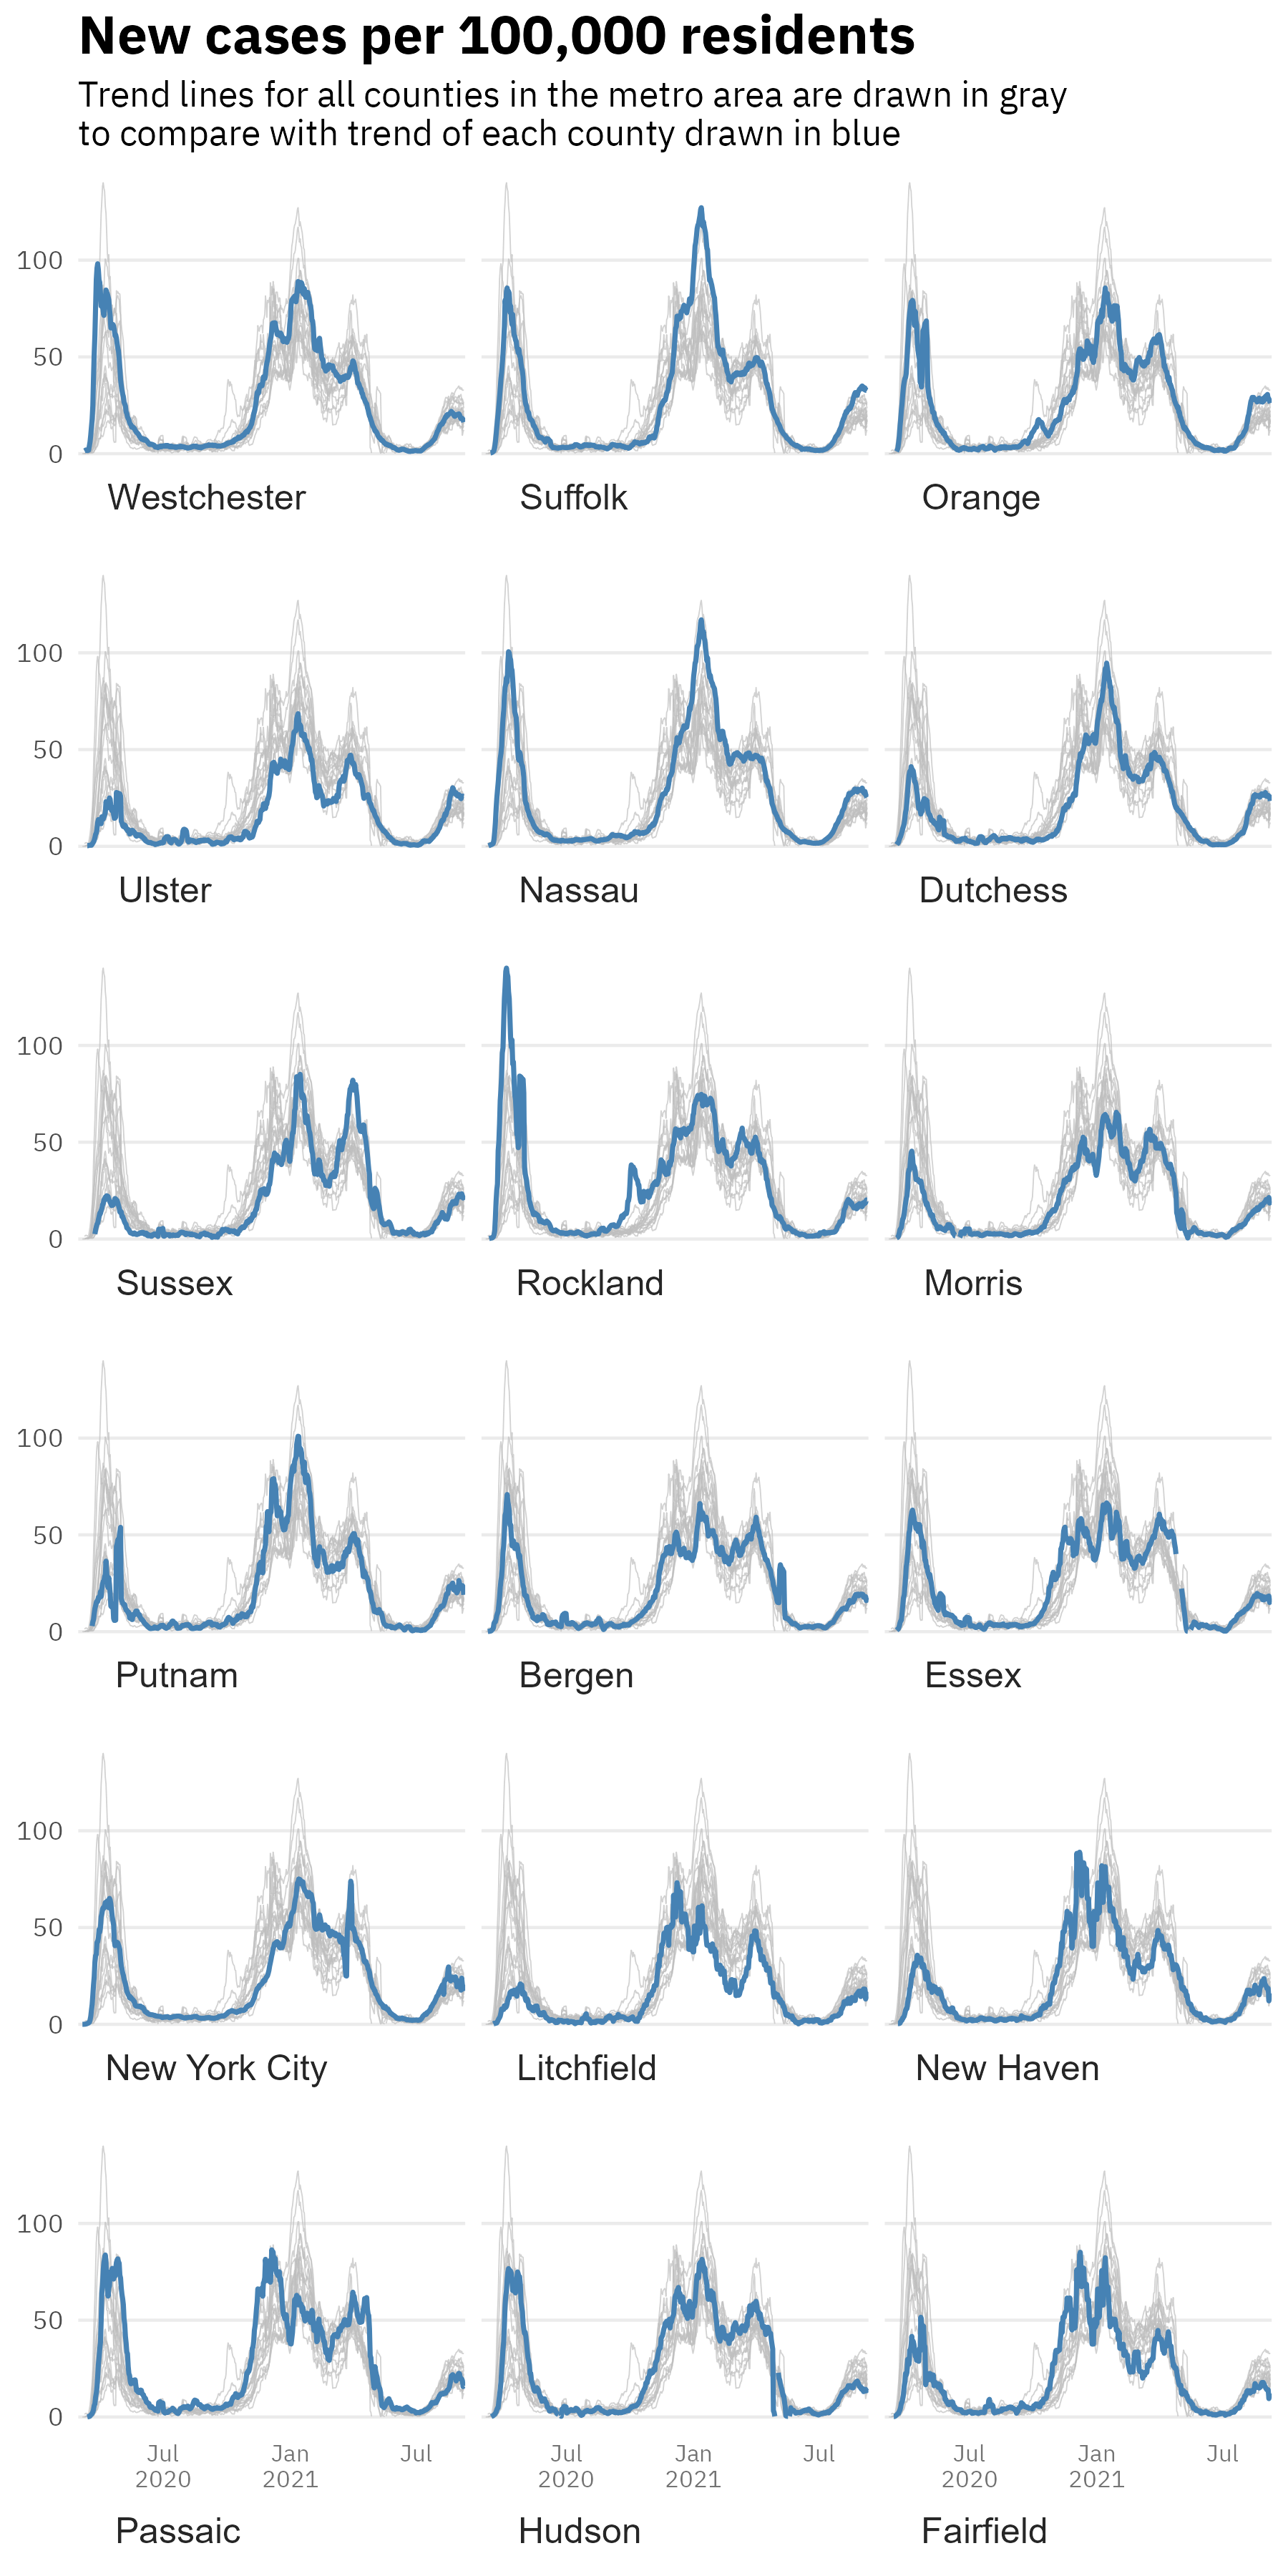 New cases per 100,000 residents
Trend lines for all counties in the metro area are drawn in gray
to compare with trend of each county drawn in blue
100
50
0
Westchester Suffolk Orange
100
50
0
Ulster Nassau Dutchess
100
50
0
Sussex Rockland Morris
100
50
0
Putnam Bergen Essex
100
50
0
New York City Litchfield New Haven
100
50
0
Jul Jan Jul Jul Jan Jul Jul Jan Jul
2020 2021 2020 2021 2020 2021
Passaic Hudson Fairfield